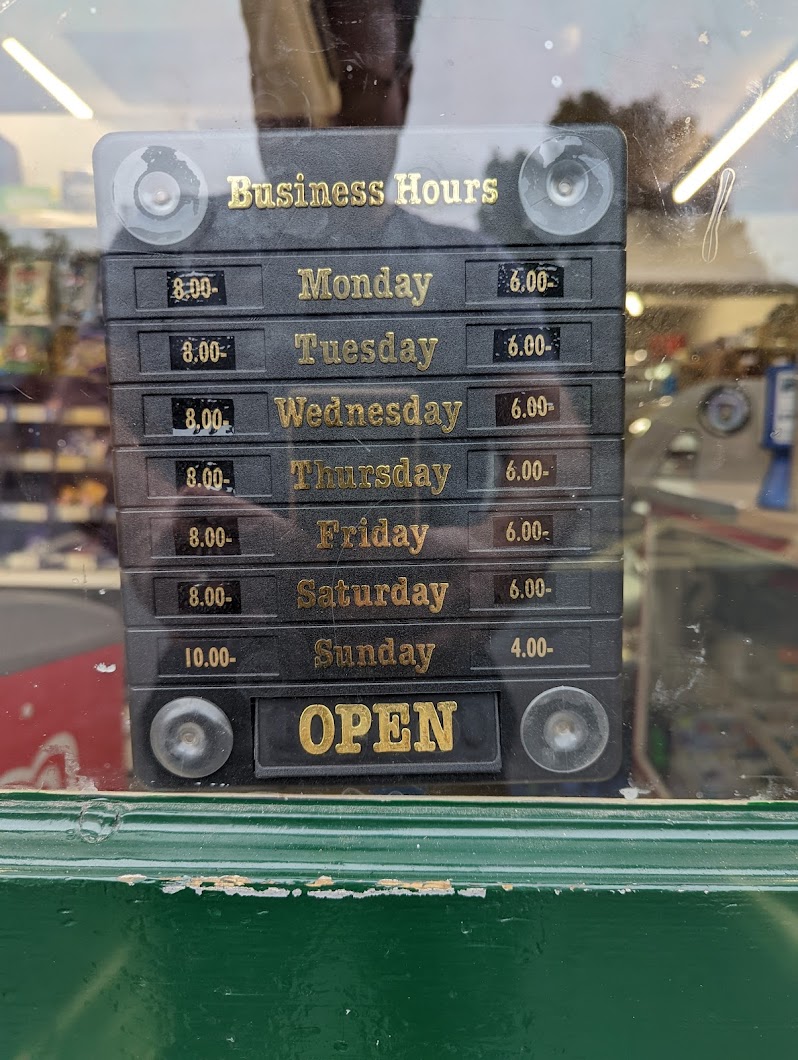 Business Hours
8.00- Monday 6.00-
8.00- Tuesday 6.00-
8.00- Wednesday 6.00-
8.00- Thursday 6.00-
8.00- Friday 6.00-
8.00- Saturday 6.00-
10.00- Sunday 4.00-
OPEN